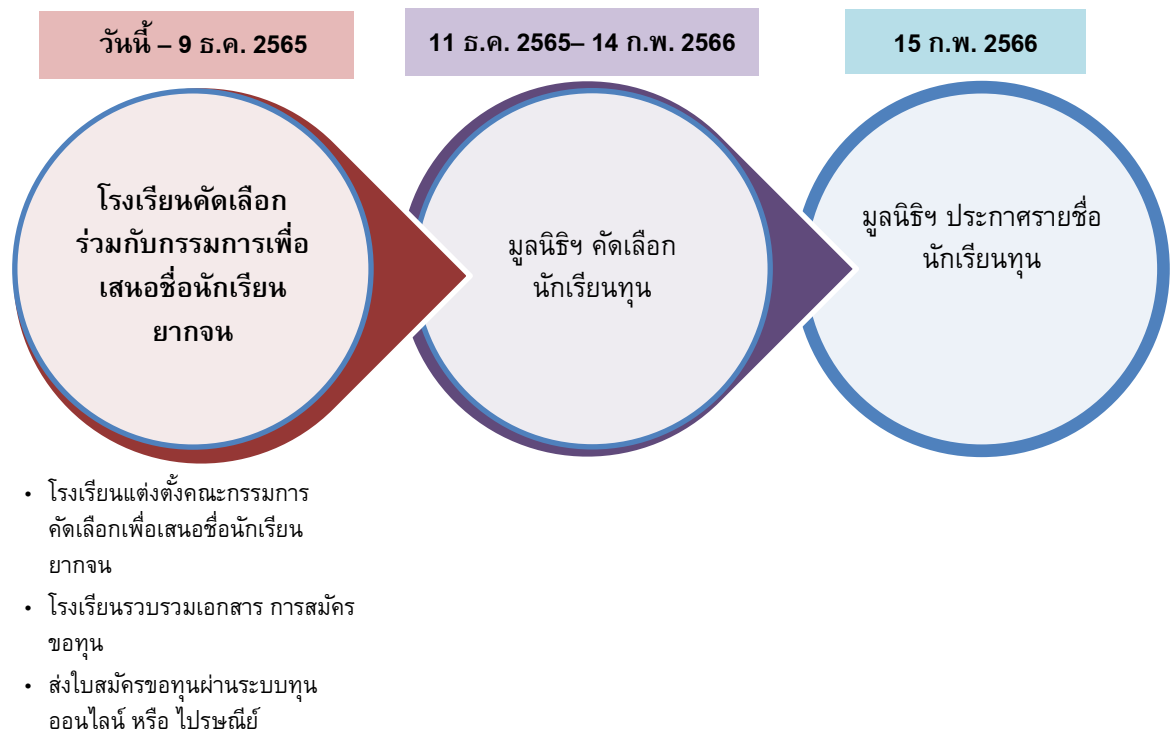 วันนี้ – 9 ธ.ค. 2565
11 ธ.ค. 2565– 14 ก.พ. 2566
15 ก.พ. 2566
โรงเรียนคัดเลือก
ร่วมกับกรรมการเพื่อ
เสนอชื่อนักเรียน
ยากจน
มูลนิธิฯ คัดเลือก
นักเรียนทุน
มูลนิธิฯ ประกาศรายชื่อ
นักเรียนทุน
• โรงเรียนแต่งตั้งคณะกรรมการ
คัดเลือกเพื่อเสนอชื่อนักเรียน
ยากจน
• โรงเรียนรวบรวมเอกสาร การสมัคร
ขอทุน
• ส่งใบสมัครขอทุนผ่านระบบทุน
ออนไลน์ หรือ ไปรษณีย์